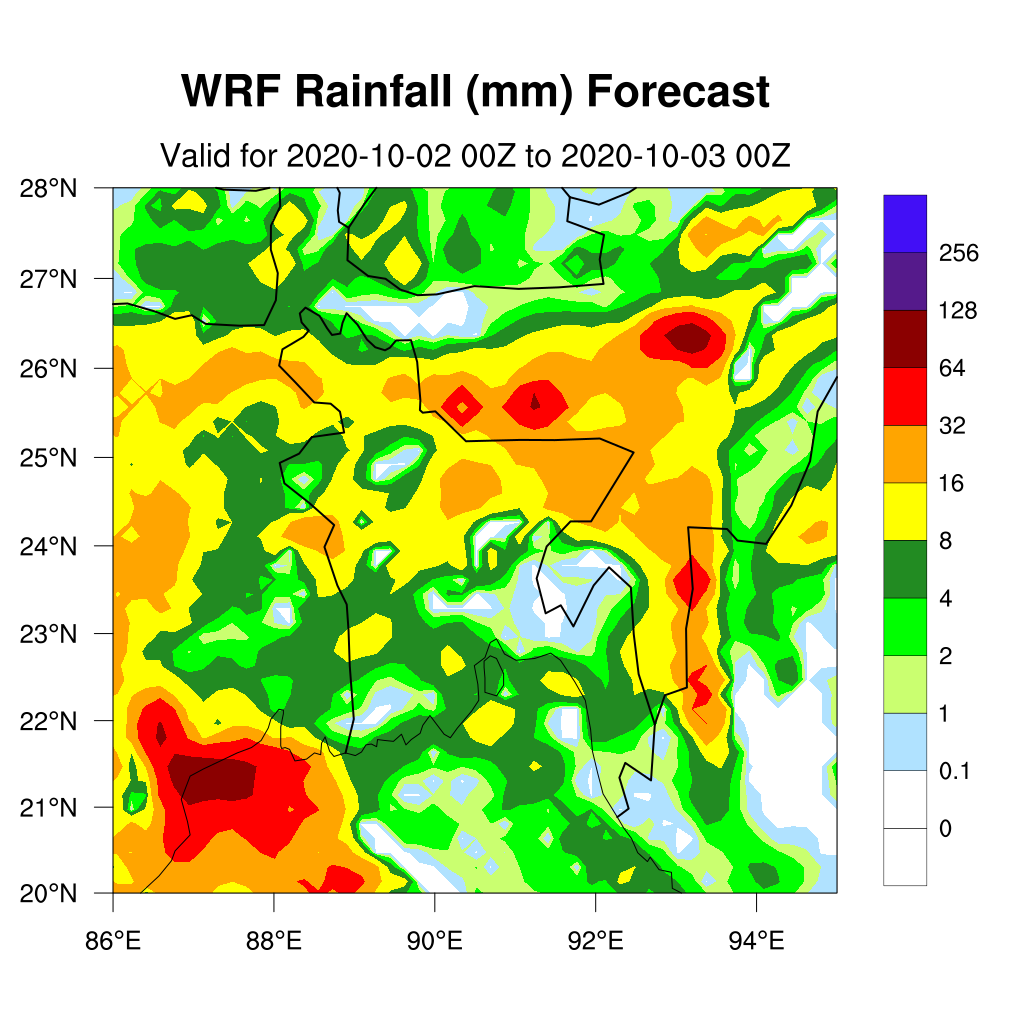 WRF Rainfall (mm) Forecast
Valid for 2020-10-02 00Z to 2020-10-03 00Z
28°N
27°N
26°N
25°N
24°N
23°N
22°N
21°N
20°N
86°E
88°E
90°E
92°E
94°E
256
128
64
32
16
8
4
2
1
0.1
0